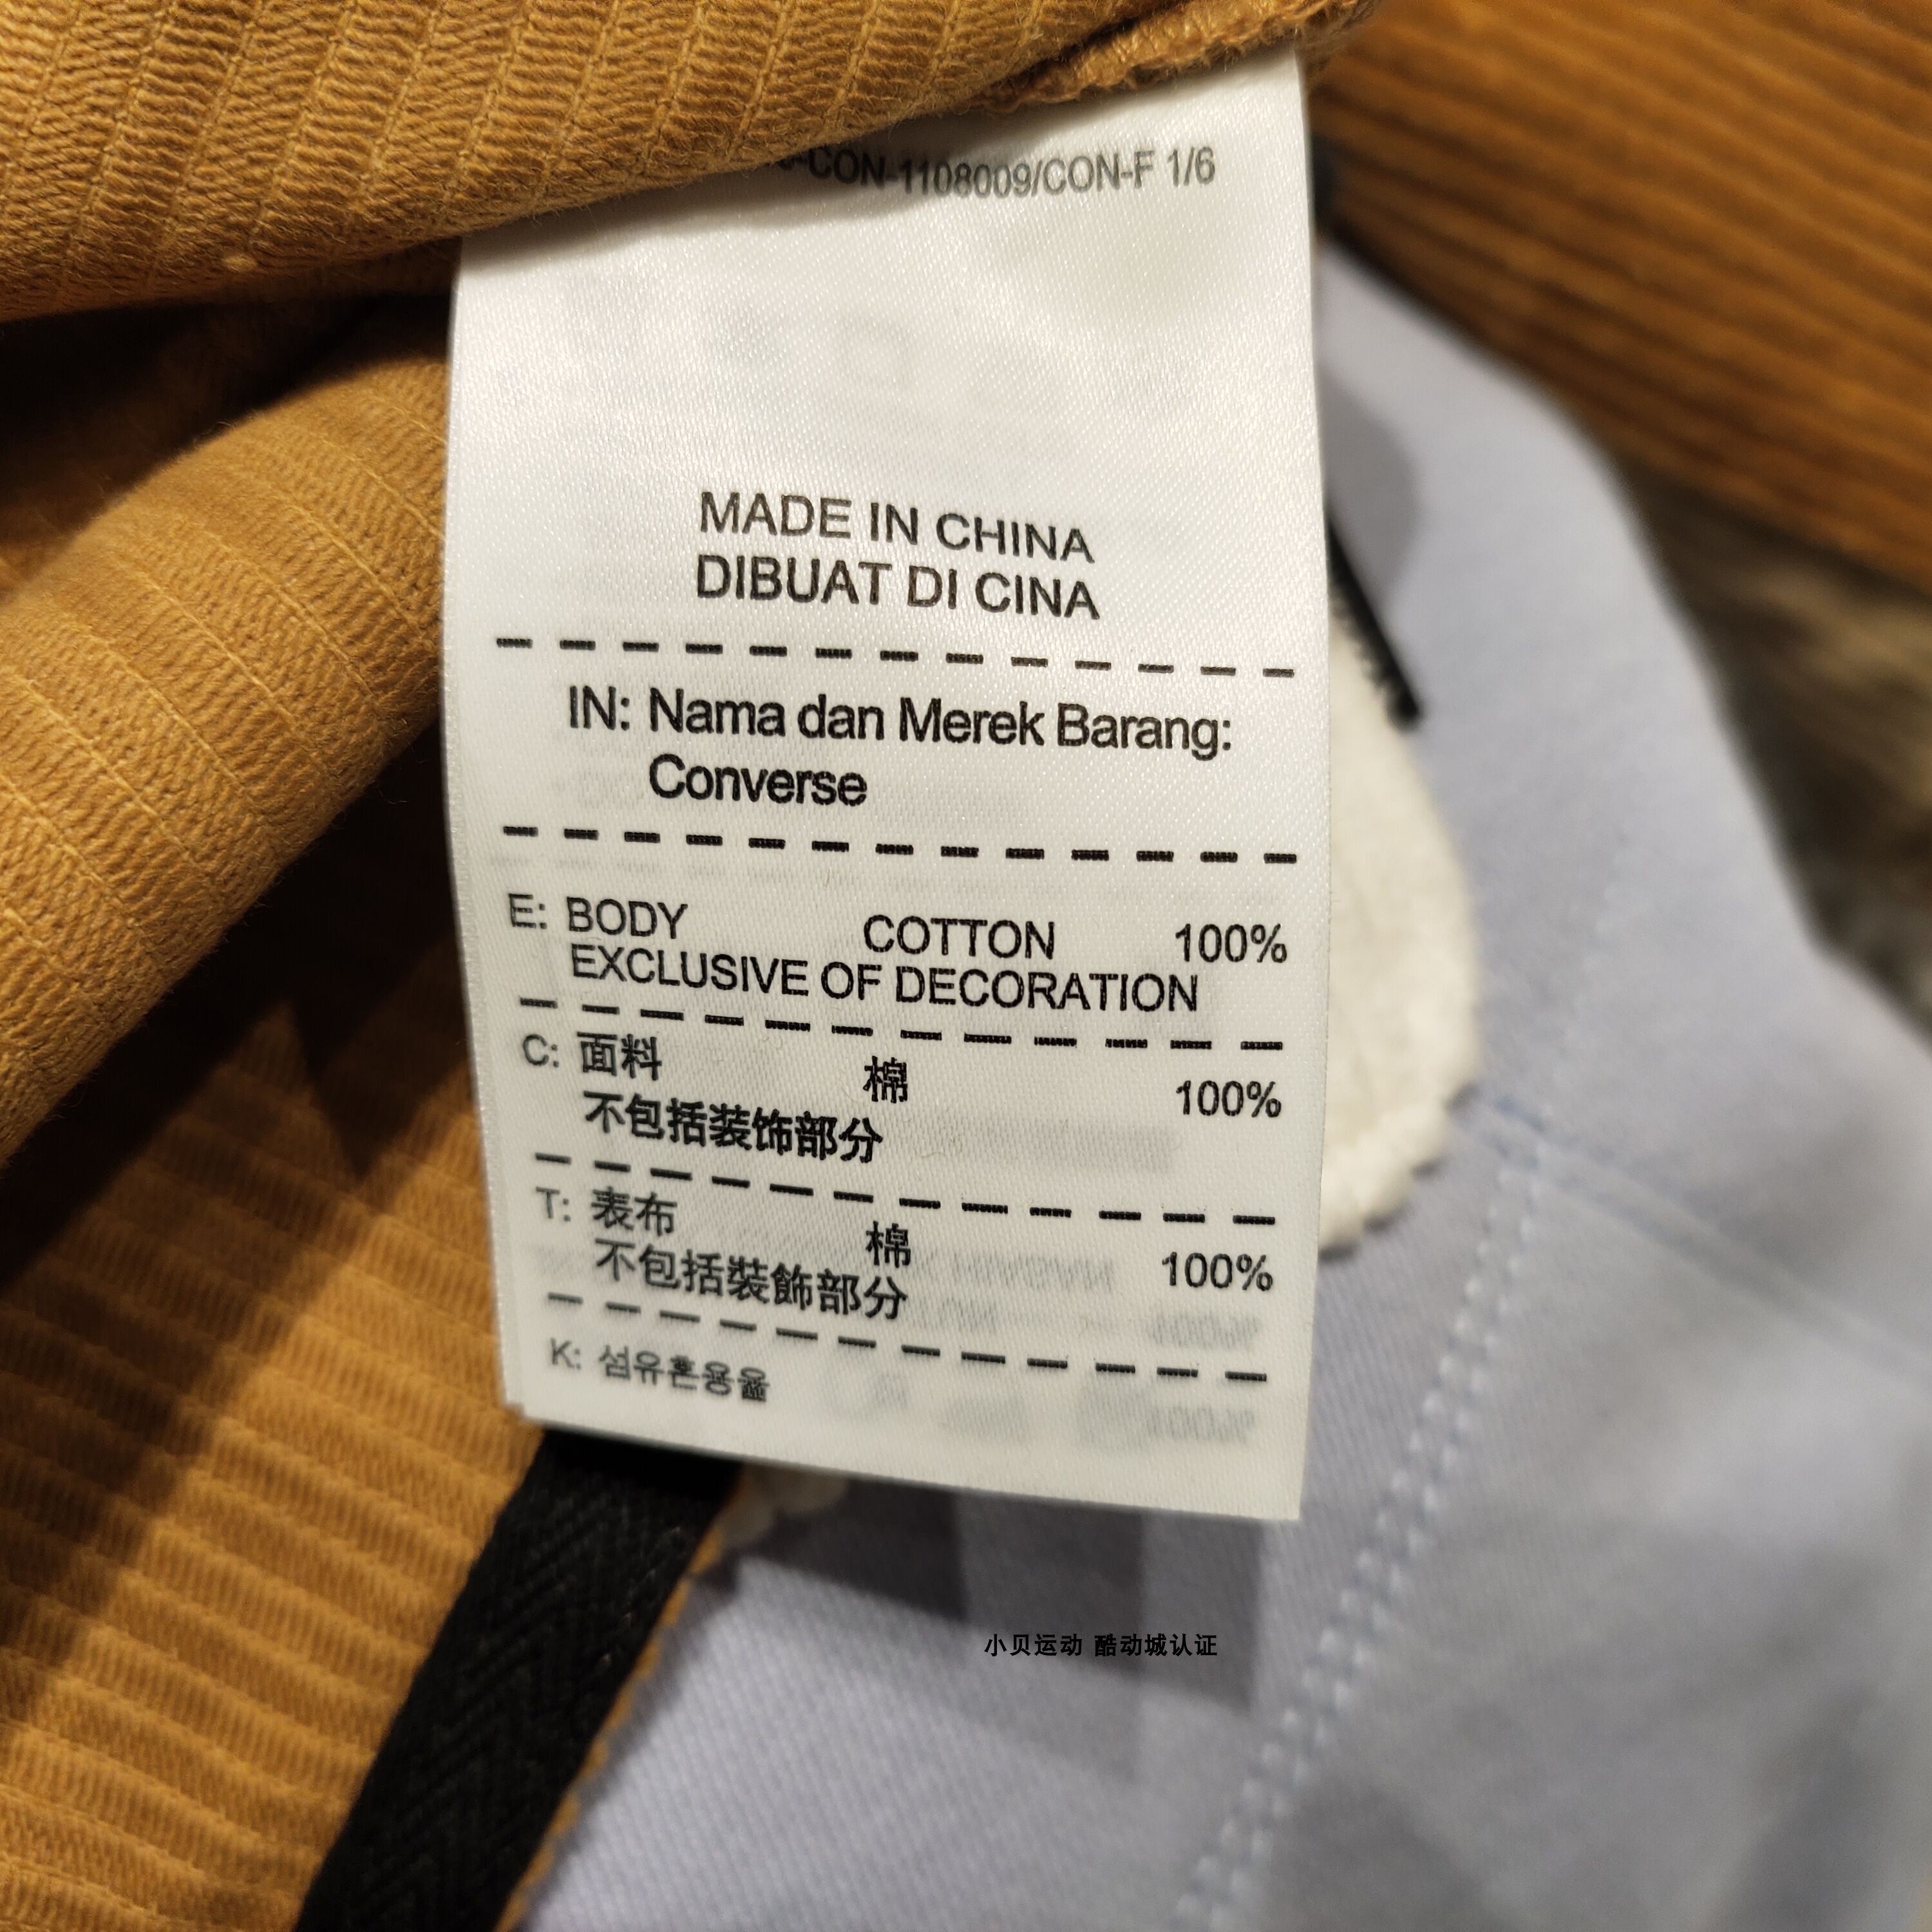 CON-1108009/CON-F 1/6
MADE IN CHINA
DIBUAT DI CINA
IN: Nama dan Merek Barang:
Converse
E: BODY COTTON 100%
EXCLUSIVE OF DECORATION
C: 面料 棉 100%
不包括装饰部分
T: 表布 棉 100%
不包括裝飾部分
K: 섬유혼용율
小贝运动 酷动城认证